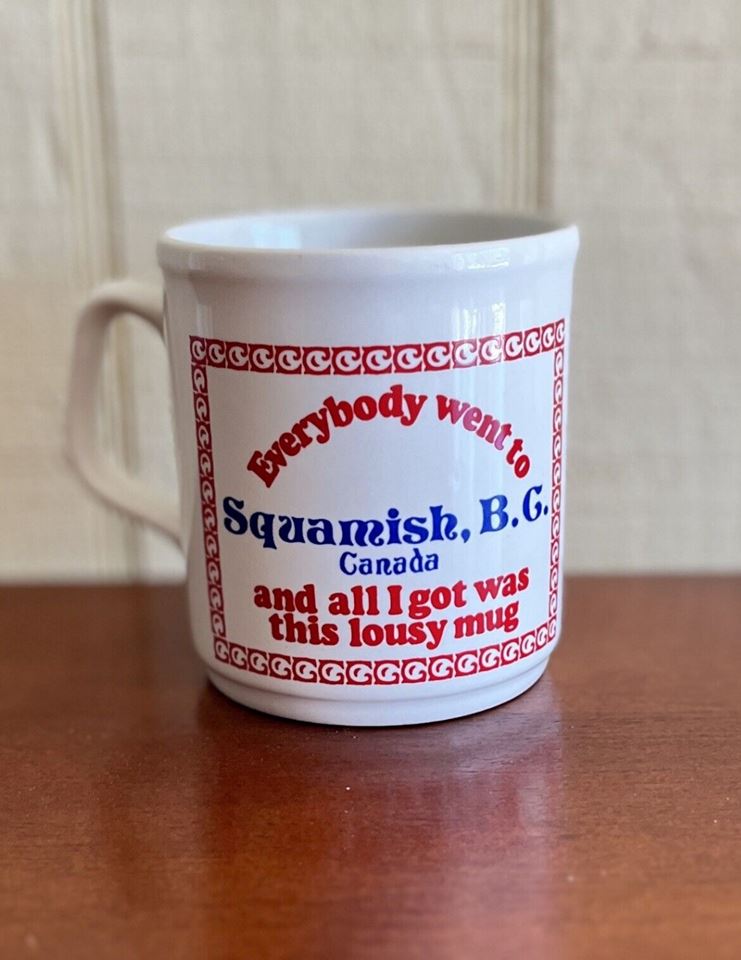 Everybody went to
Squamish, B.C.
Canada
and all I got was
this lousy mug